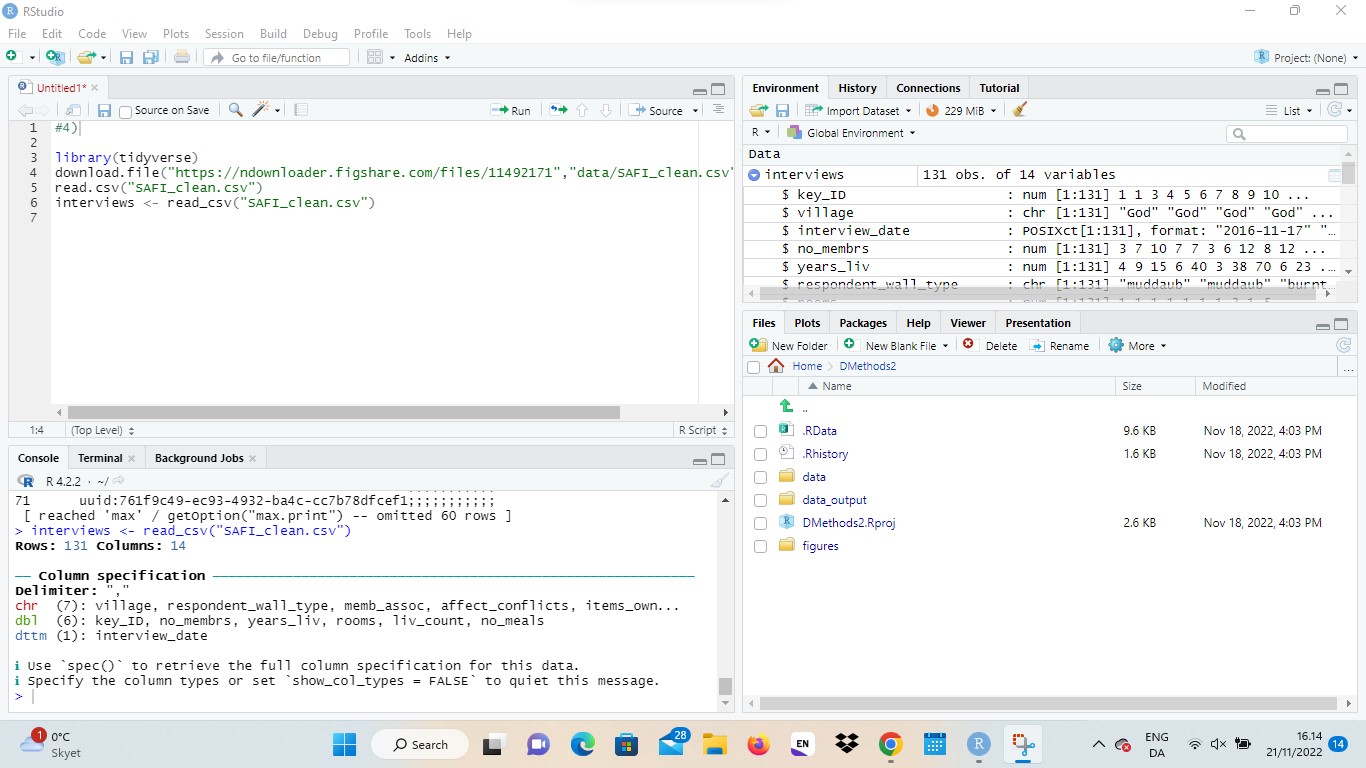 RStudio
File Edit Code View Plots Session Build Debug Profile Tools Help
Go to file/function Addins Project: (None)
Untitled1*
Source on Save Run Source
1 #4)
2
3 library(tidyverse)
4 download.file("https://ndownloader.figshare.com/files/11492171","data/SAFI_clean.csv"
5 read.csv("SAFI_clean.csv")
6 interviews <- read_csv("SAFI_clean.csv")
7
1:4 (Top Level) R Script
Console Terminal Background Jobs
R 4.2.2 · ~/
71 uuid:761f9c49-ec93-4932-ba4c-cc7b78dfcef1;;;;;;;;;;;
[ reached 'max' / getOption("max.print") -- omitted 60 rows ]
> interviews <- read_csv("SAFI_clean.csv")
Rows: 131 Columns: 14
── Column specification ──
Delimiter: ","
chr (7): village, respondent_wall_type, memb_assoc, affect_conflicts, items_own...
dbl (6): key_ID, no_membrs, years_liv, rooms, liv_count, no_meals
dttm (1): interview_date
ℹ Use `spec()` to retrieve the full column specification for this data.
ℹ Specify the column types or set `show_col_types = FALSE` to quiet this message.
>
Environment History Connections Tutorial
Import Dataset 229 MiB List
R Global Environment
Data
interviews 131 obs. of 14 variables
$ key_ID : num [1:131] 1 1 3 4 5 6 7 8 9 10 ...
$ village : chr [1:131] "God" "God" "God" "God" ...
$ interview_date : POSIXct[1:131], format: "2016-11-17" "…
$ no_membrs : num [1:131] 3 7 10 7 7 3 6 12 8 12 ...
$ years_liv : num [1:131] 4 9 15 6 40 3 38 70 6 23 ...
$ respondent_wall_type : chr [1:131] "muddaub" "muddaub" "burnt…
Files Plots Packages Help Viewer Presentation
New Folder New Blank File Delete Rename More
Home DMethods2 ...
Name Size Modified
..
.RData 9.6 KB Nov 18, 2022, 4:03 PM
.Rhistory 1.6 KB Nov 18, 2022, 4:03 PM
data
data_output
DMethods2.Rproj 2.6 KB Nov 18, 2022, 4:03 PM
figures
1 0°C
Skyet
Search 28 EN
ENG
DA
16.14
21/11/2022 14